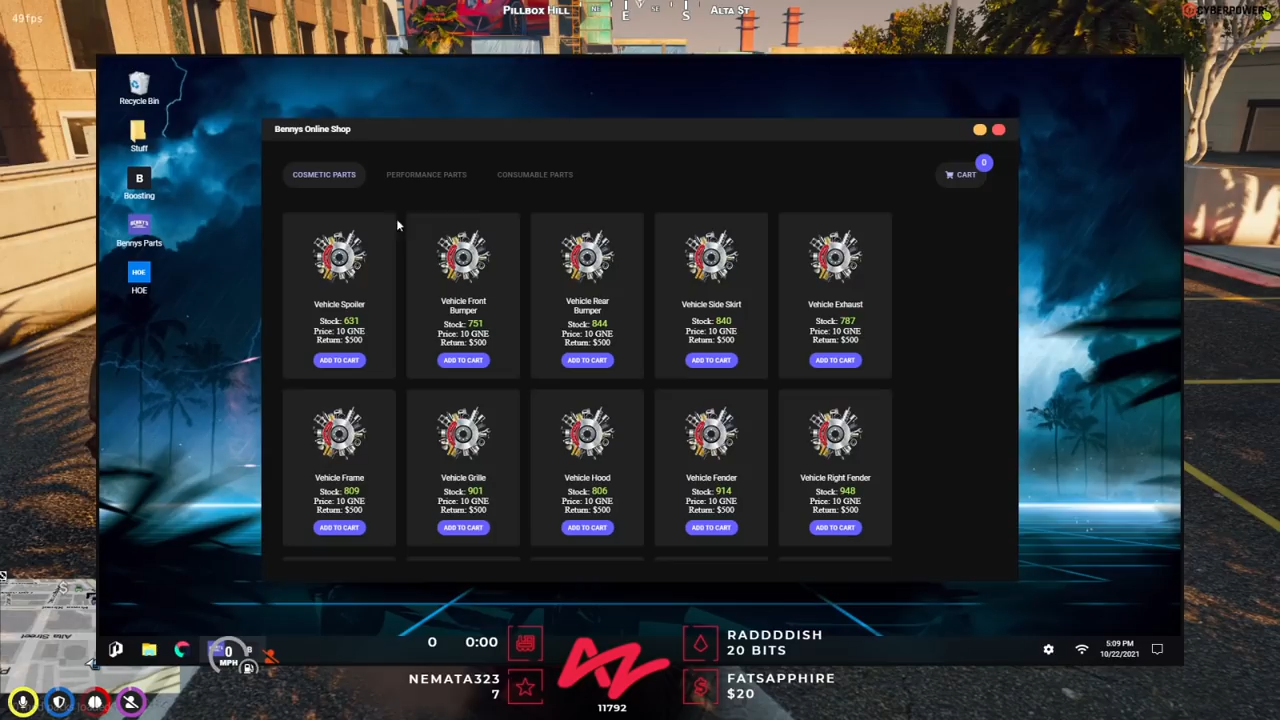 49fps
Pillbox Hill
NE
E
SE
S
Alta St
CYBERPOWER
Recycle Bin
Stuff
B
Boosting
BENNY'S
Bennys Parts
HOE
HOE
Bennys Online Shop
COSMETIC PARTS
PERFORMANCE PARTS
CONSUMABLE PARTS
0
CART
Vehicle Spoiler
Stock: 631
Price: 10 GNE
Return: $500
ADD TO CART
Vehicle Front
Bumper
Stock: 751
Price: 10 GNE
Return: $500
ADD TO CART
Vehicle Rear
Bumper
Stock: 844
Price: 10 GNE
Return: $500
ADD TO CART
Vehicle Side Skirt
Stock: 840
Price: 10 GNE
Return: $500
ADD TO CART
Vehicle Exhaust
Stock: 787
Price: 10 GNE
Return: $500
ADD TO CART
Vehicle Frame
Stock: 809
Price: 10 GNE
Return: $500
ADD TO CART
Vehicle Grille
Stock: 901
Price: 10 GNE
Return: $500
ADD TO CART
Vehicle Hood
Stock: 806
Price: 10 GNE
Return: $500
ADD TO CART
Vehicle Fender
Stock: 914
Price: 10 GNE
Return: $500
ADD TO CART
Vehicle Right Fender
Stock: 948
Price: 10 GNE
Return: $500
ADD TO CART
S
Alta Street
0
MPH
B
0
0:00
NEMATA323
7
11792
RADDDDISH
20 BITS
FATSAPPHIRE
$20
5:09 PM
10/22/2021